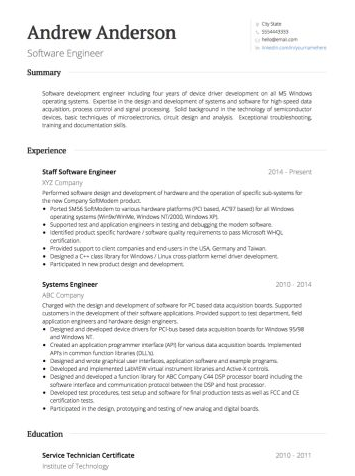 Andrew Anderson
Software Engineer
City State
5554443333
hello@email.com
linkedin.com/in/yournamehere
Summary
Software development engineer including four years of device driver development on all MS Windows
operating systems. Expertise in the design and development of systems and software for high-speed data
acquisition, process control and signal processing. Solid background in the technology of semiconductor
devices, basic techniques of microelectronics, circuit design and analysis. Exceptional troubleshooting,
training and documentation skills.
Experience
Staff Software Engineer
2014 - Present
XYZ Company
Performed software design of development of hardware and the operation of specific sub-systems for
the new Company SoftModem product.
• Ported SMS6 SoftModem to various hardware platforms (PCI based, AC'97 based) for all Windows
operating systems (Win9x/WinMe, Windows NT/2000, Windows XP).
• Supported test and application engineers in testing and debugging the modem software.
• Identified product specific hardware / software quality requirements to pass Microsoft WHQL
certification.
• Provided support to client companies and end-users in the USA, Germany and Taiwan.
• Designed a C++ class library for Windows / Linux cross platform kernel driver development.
• Participated in new product design and development.
Systems Engineer
2010 - 2014
ABC Company
Charged with the design and development of software for PC based data acquisition boards. Supported
customers in the development of their software applications. Provided support to test department, field
application engineers and hardware design engineers.
• Designed and developed device drivers for PCI-bus based data acquisition boards for Windows 95/98
and Windows NT.
• Created an application programmer interface (API) for various data acquisition boards. Implemented
APIs in common function libraries (DLL's).
• Designed and wrote graphical user interfaces, application software and example programs.
• Developed and implemented LabVIEW virtual instrument libraries and Active-X controls.
• Designed and developed a function library for ABC Company C44 DSP processor board including the
software interface and communication protocol between the DSP and host processor.
• Developed test procedures, test setup and software for final production tests as well as FCC and CE
certification tests.
• Participated in the design, prototyping and testing of new analog and digital boards.
Education
Service Technician Certificate
2010 - 2011
Institute of Technology